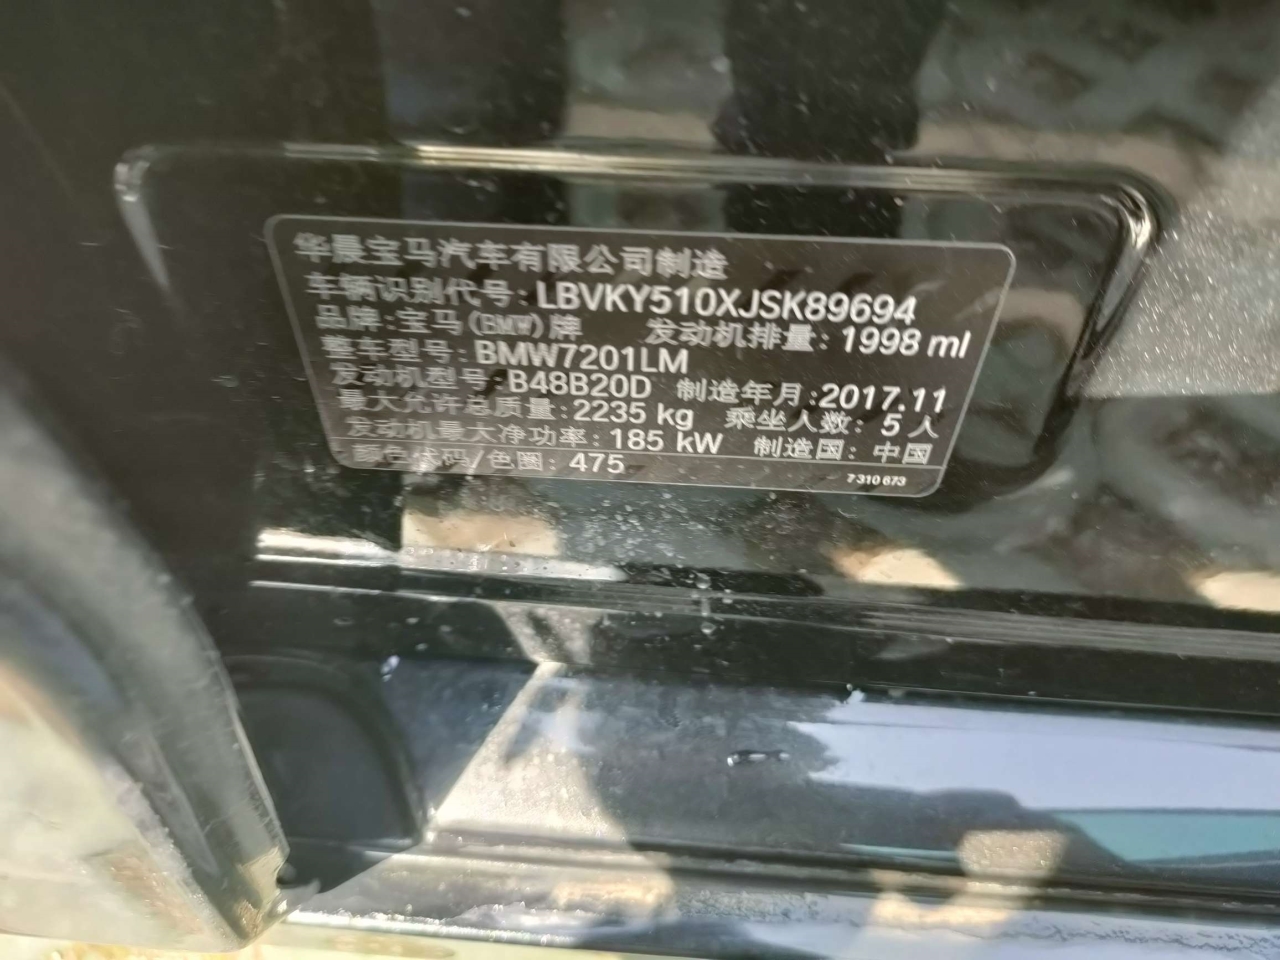 华晨宝马汽车有限公司制造
车辆识别代号: LBVKY510XJSK89694
品牌: 宝马(BMW)牌 发动机排量: 1998 ml
整车型号: BMW7201LM
发动机型号: B48B20D 制造年月: 2017.11
最大允许总质量: 2235 kg 乘坐人数: 5 人
发动机最大净功率: 185 kW 制造国: 中国
颜色代码/色圈: 475 7 310 673